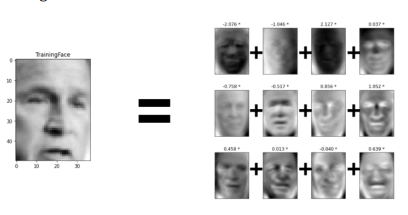 TrainingFace
0
10
20
30
40
0 10 20 30
=
-2.076 * + -1.046 * + 2.127 * + 0.037 *
-0.758 * + -0.517 * + 0.856 * + 1.052 *
0.458 * + 0.013 * + -0.040 * + 0.639 *